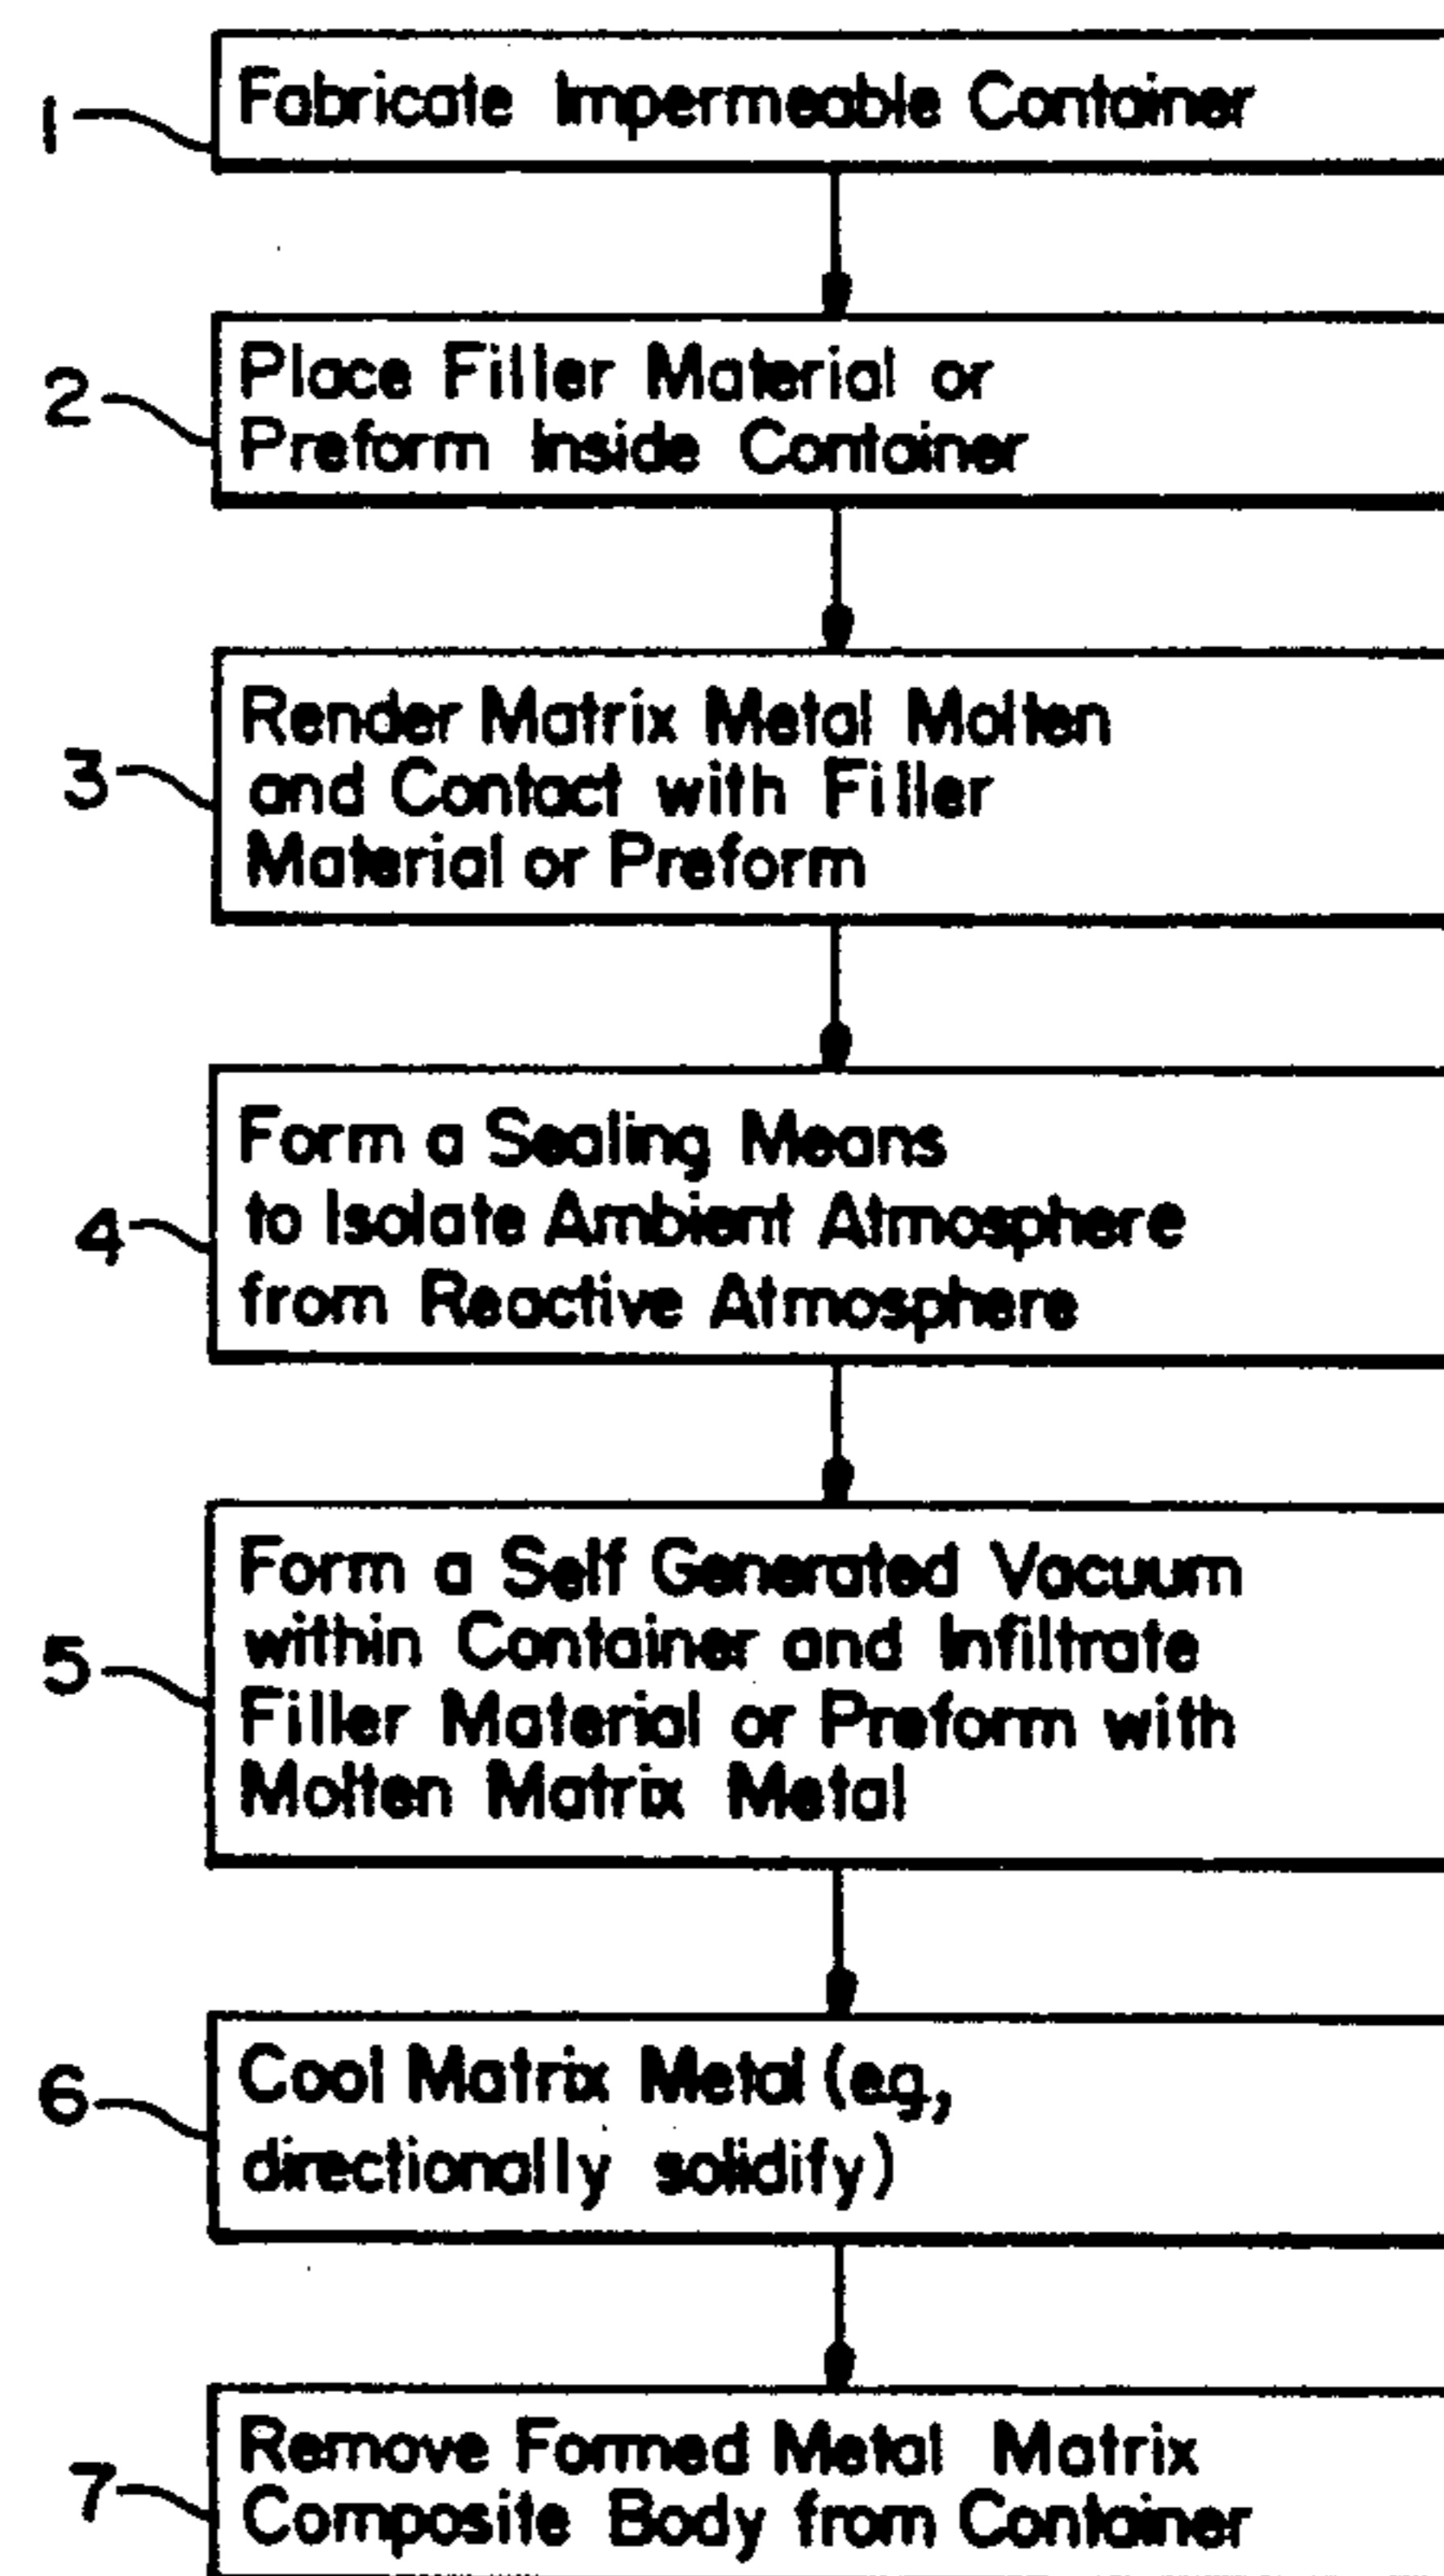 1
Fabricate Impermeable Container
2
Place Filler Material or
Preform Inside Container
3
Render Matrix Metal Molten
and Contact with Filler
Material or Preform
4
Form a Sealing Means
to Isolate Ambient Atmosphere
from Reactive Atmosphere
5
Form a Self Generated Vacuum
within Container and Infiltrate
Filler Material or Preform with
Molten Matrix Metal
6
Cool Matrix Metal (e.g,
directionally solidify)
7
Remove Formed Metal Matrix
Composite Body from Container